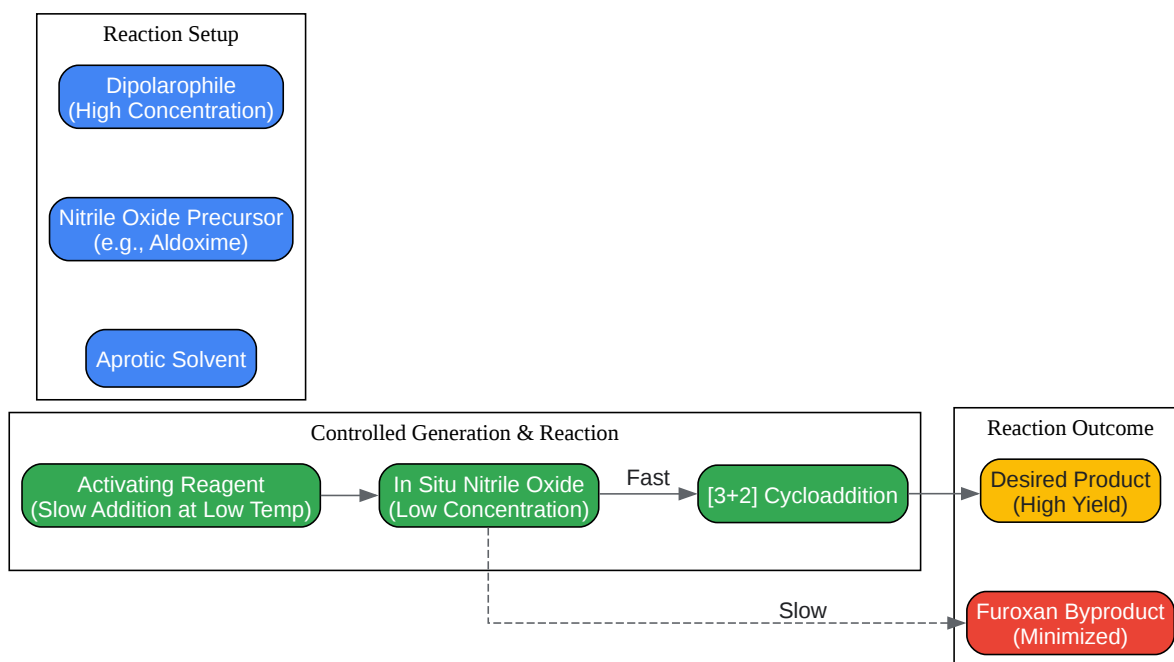 Reaction Setup
Dipolarophile
(High Concentration)
Nitrile Oxide Precursor
(e.g., Aldoxime)
Aprotic Solvent
Controlled Generation & Reaction
Activating Reagent
(Slow Addition at Low Temp)
In Situ Nitrile Oxide
(Low Concentration)
Fast
[3+2] Cycloaddition
Reaction Outcome
Desired Product
(High Yield)
Slow
Furoxan Byproduct
(Minimized)